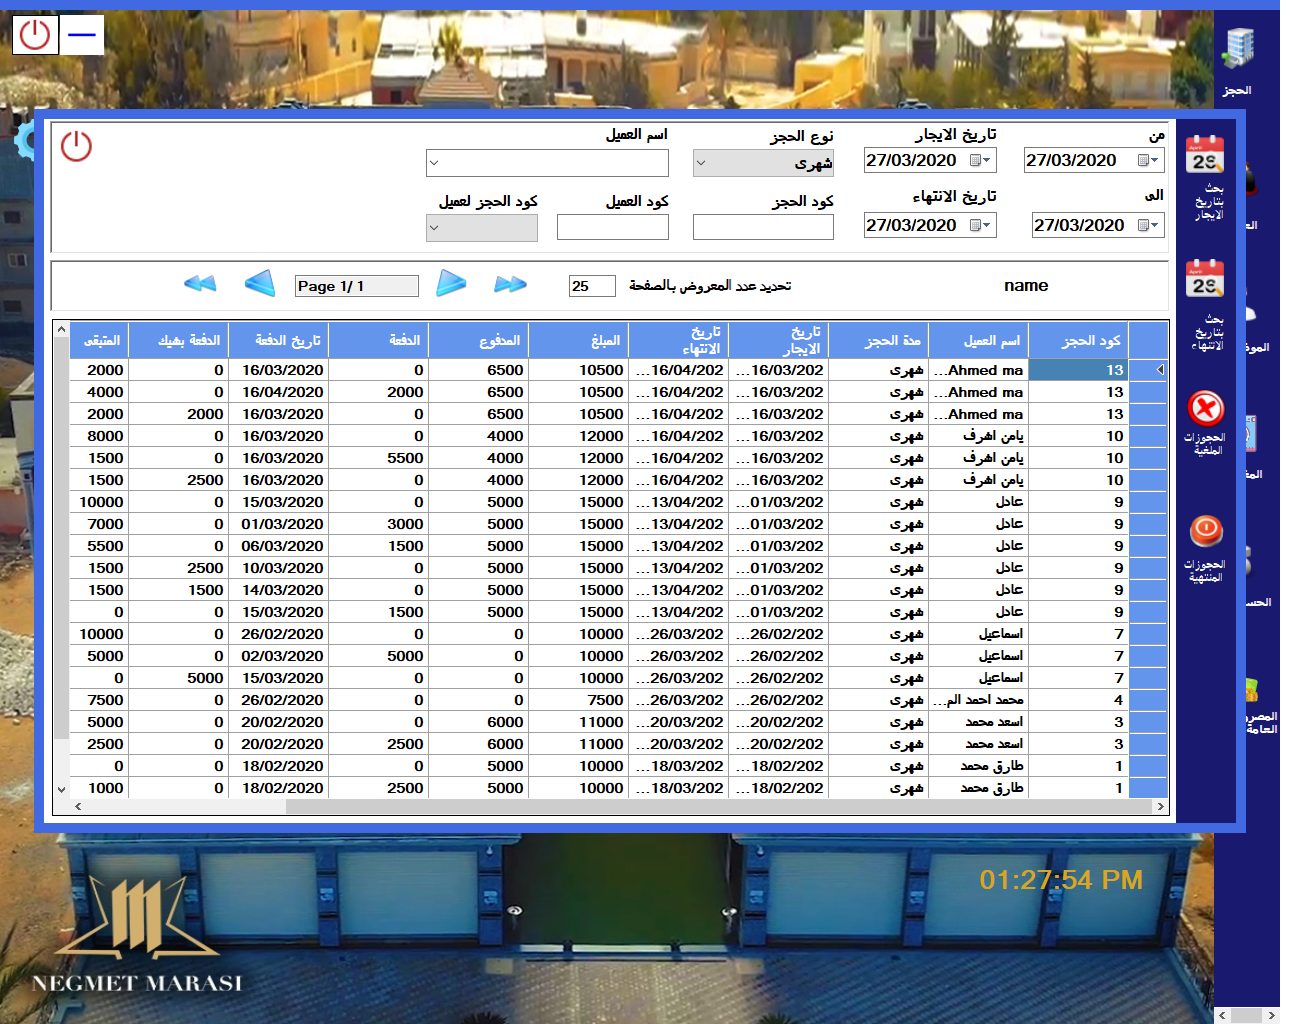 الحجز
من
تاريخ الايجار
نوع الحجز
اسم العميل
27/03/2020
27/03/2020
شهرى
الى
تاريخ الانتهاء
كود الحجز
كود العميل
كود الحجز لعميل
27/03/2020
27/03/2020
name
تحديد عدد المعروض بالصفحة
25
Page 1/ 1
كود الحجز اسم العميل مدة الحجز تاريخ الايجار تاريخ الانتهاء المبلغ المدفوع الدفعة تاريخ الدفعة الدفعة بشيك المتبقى
13 Ahmed ma... شهرى 16/03/202... 16/04/202... 10500 6500 0 16/03/2020 0 2000
13 Ahmed ma... شهرى 16/03/202... 16/04/202... 10500 6500 2000 16/04/2020 0 4000
13 Ahmed ma... شهرى 16/03/202... 16/04/202... 10500 6500 0 16/03/2020 2000 2000
10 يامن اشرف شهرى 16/03/202... 16/04/202... 12000 4000 0 16/03/2020 0 8000
10 يامن اشرف شهرى 16/03/202... 16/04/202... 12000 4000 5500 16/03/2020 0 1500
10 يامن اشرف شهرى 16/03/202... 16/04/202... 12000 4000 0 16/03/2020 2500 1500
9 عادل شهرى 01/03/202... 13/04/202... 15000 5000 0 15/03/2020 0 10000
9 عادل شهرى 01/03/202... 13/04/202... 15000 5000 3000 01/03/2020 0 7000
9 عادل شهرى 01/03/202... 13/04/202... 15000 5000 1500 06/03/2020 0 5500
9 عادل شهرى 01/03/202... 13/04/202... 15000 5000 0 10/03/2020 2500 1500
9 عادل شهرى 01/03/202... 13/04/202... 15000 5000 0 14/03/2020 1500 1500
9 عادل شهرى 01/03/202... 13/04/202... 15000 5000 1500 15/03/2020 0 0
7 اسماعيل شهرى 26/02/202... 26/03/202... 10000 0 0 26/02/2020 0 10000
7 اسماعيل شهرى 26/02/202... 26/03/202... 10000 0 5000 02/03/2020 0 5000
7 اسماعيل شهرى 26/02/202... 26/03/202... 10000 0 0 15/03/2020 5000 0
4 محمد احمد الم... شهرى 26/02/202... 26/03/202... 7500 0 0 26/02/2020 0 7500
3 اسعد محمد شهرى 20/02/202... 20/03/202... 11000 6000 0 20/02/2020 0 5000
3 اسعد محمد شهرى 20/02/202... 20/03/202... 11000 6000 2500 20/02/2020 0 2500
1 طارق محمد شهرى 18/02/202... 18/03/202... 10000 5000 0 18/02/2020 0 0
1 طارق محمد شهرى 18/02/202... 18/03/202... 10000 5000 2500 18/02/2020 0 1000
بحث
بتاريخ
الايجار
بحث
بتاريخ
الانتهاء
الحجوزات
الملغية
الحجوزات
المنتهية
العامة
01:27:54 PM
NEGMET MARASI